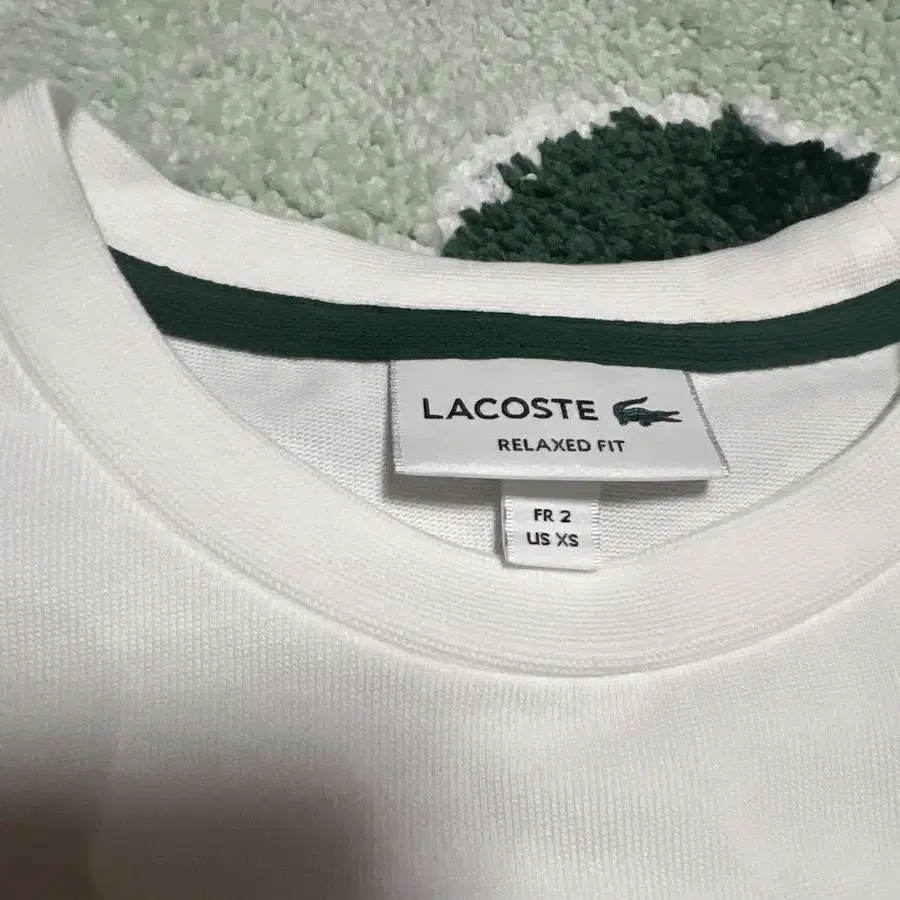 LACOSTE
RELAXED FIT
FR 2
US XS